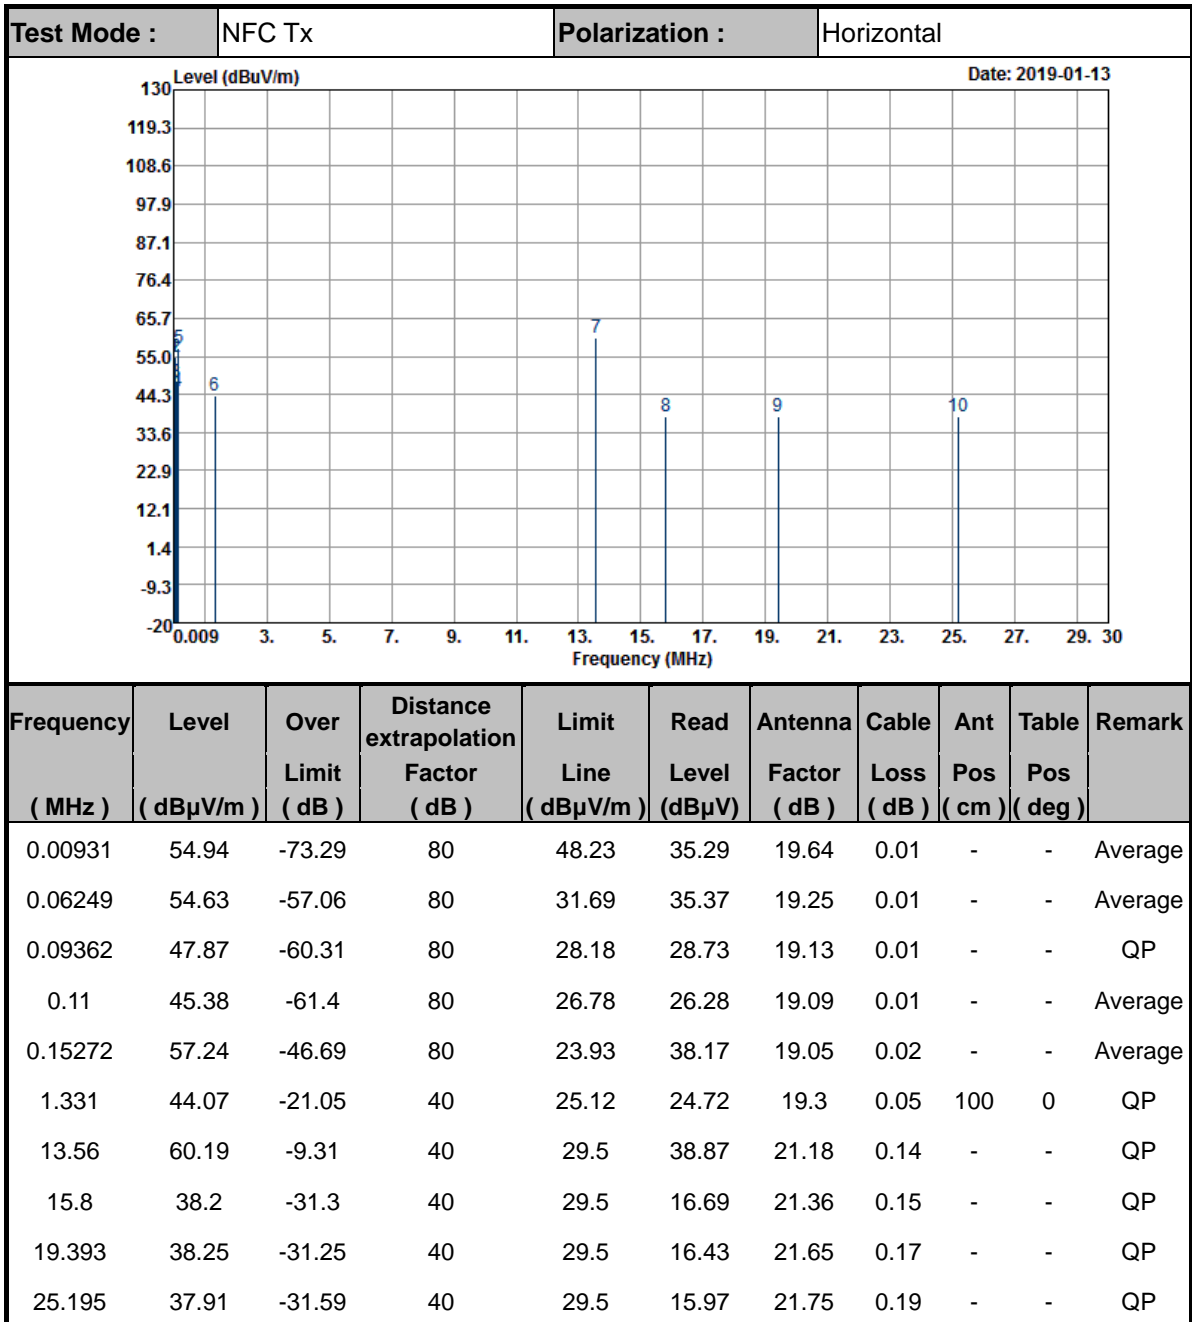 Test Mode : NFC Tx Polarization : Horizontal
Level (dBuV/m) Date: 2019-01-13
130
119.3
108.6
97.9
87.1
76.4
65.7
55.0
44.3
33.6
22.9
12.1
1.4
-9.3
-20
5
6
7
8
9
10
0.009 3. 5. 7. 9. 11. 13. 15. 17. 19. 21. 23. 25. 27. 29. 30
Frequency (MHz)
Frequency Level Over Distance extrapolation Limit Read Antenna Cable Ant Table Remark
Limit Factor Line Level Factor Loss Pos Pos
( MHz ) ( dBµV/m ) ( dB ) ( dB ) ( dBµV/m ) (dBµV) ( dB ) ( dB ) ( cm ) ( deg )
0.00931 54.94 -73.29 80 48.23 35.29 19.64 0.01 - - Average
0.06249 54.63 -57.06 80 31.69 35.37 19.25 0.01 - - Average
0.09362 47.87 -60.31 80 28.18 28.73 19.13 0.01 - - QP
0.11 45.38 -61.4 80 26.78 26.28 19.09 0.01 - - Average
0.15272 57.24 -46.69 80 23.93 38.17 19.05 0.02 - - Average
1.331 44.07 -21.05 40 25.12 24.72 19.3 0.05 100 0 QP
13.56 60.19 -9.31 40 29.5 38.87 21.18 0.14 - - QP
15.8 38.2 -31.3 40 29.5 16.69 21.36 0.15 - - QP
19.393 38.25 -31.25 40 29.5 16.43 21.65 0.17 - - QP
25.195 37.91 -31.59 40 29.5 15.97 21.75 0.19 - - QP